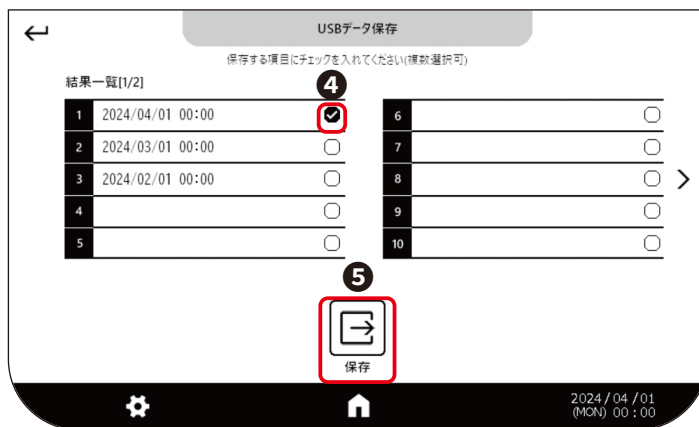 USBデータ保存
保存する項目にチェックを入れてください(複数選択可)
結果一覧[1/2]
4
1 2024/04/01 00:00
2 2024/03/01 00:00
3 2024/02/01 00:00
4
5
6
7
8
9
10
5
保存
2024/04/01
(MON) 00:00